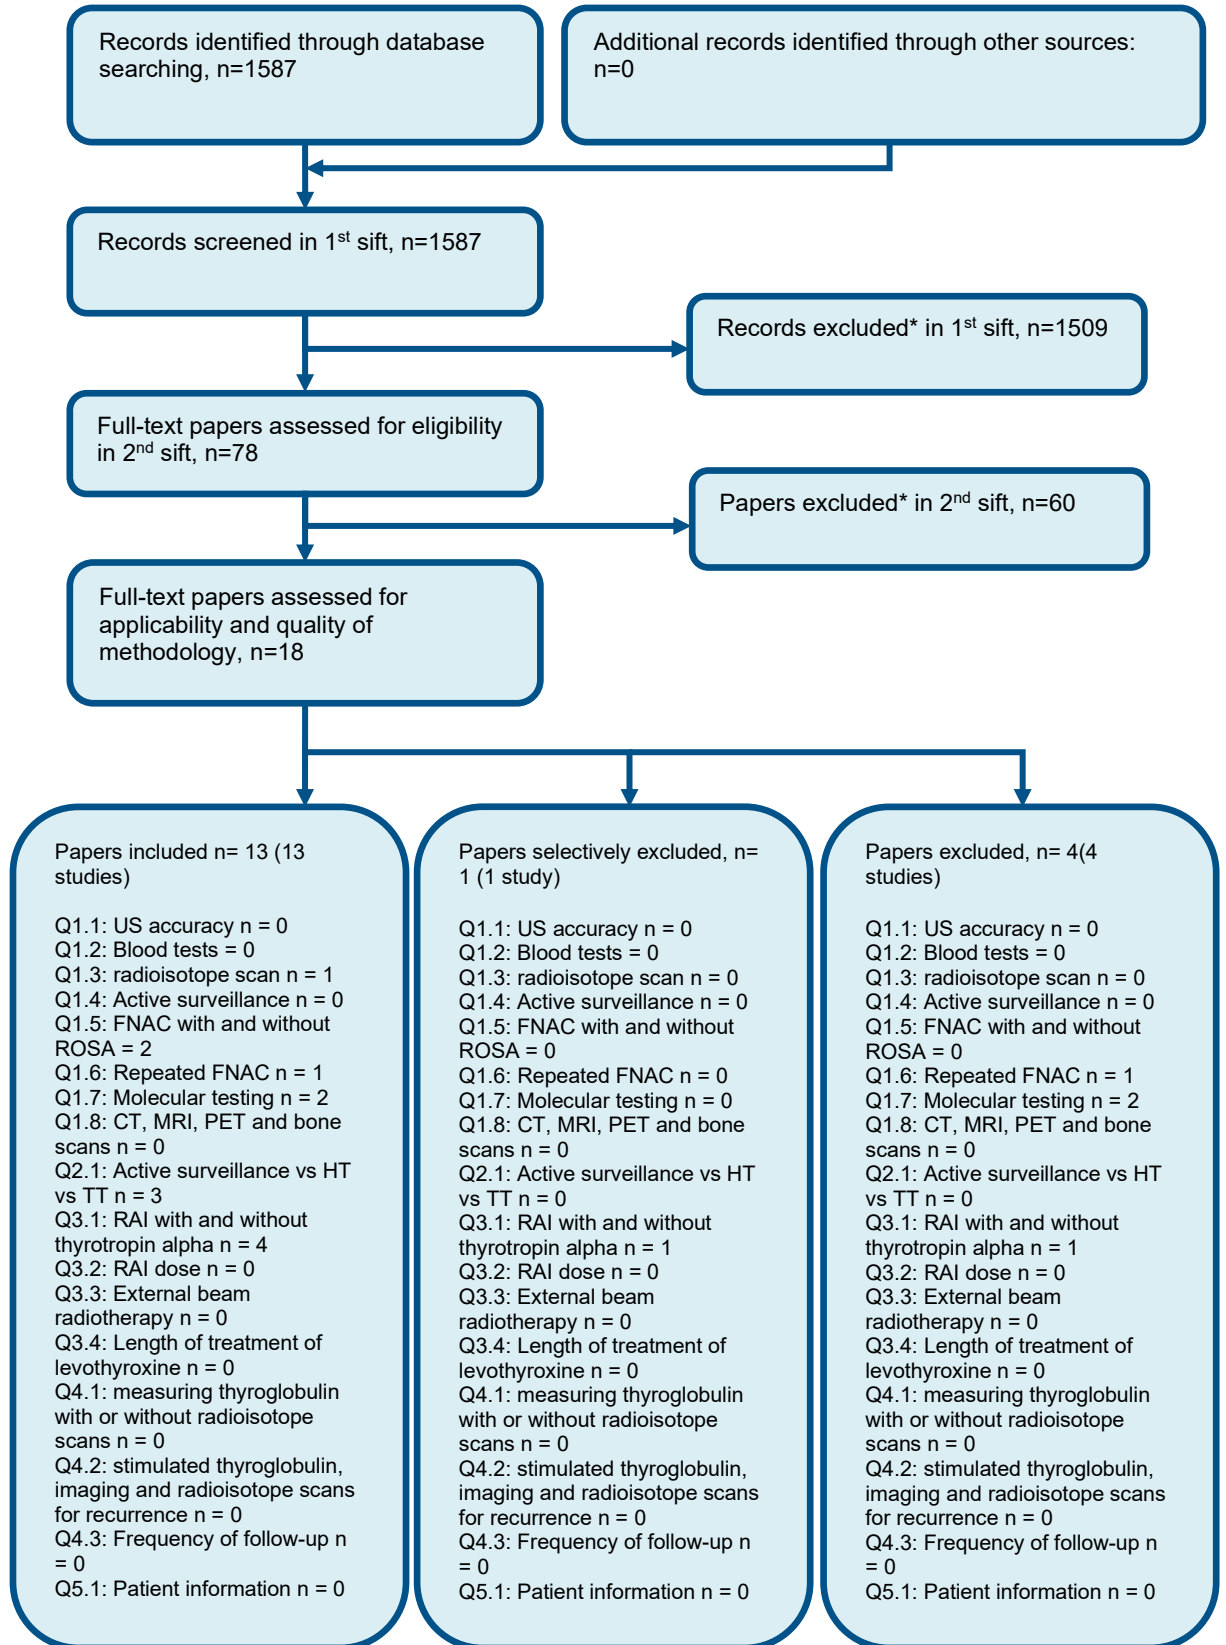 Records identified through database
searching, n=1587
Additional records identified through other sources:
n=0
Records screened in 1st sift, n=1587
Records excluded* in 1st sift, n=1509
Full-text papers assessed for eligibility
in 2nd sift, n=78
Papers excluded* in 2nd sift, n=60
Full-text papers assessed for
applicability and quality of
methodology, n=18
Papers included n= 13 (13
studies)
Q1.1: US accuracy n = 0
Q1.2: Blood tests = 0
Q1.3: radioisotope scan n = 1
Q1.4: Active surveillance n = 0
Q1.5: FNAC with and without
ROSA = 2
Q1.6: Repeated FNAC n = 1
Q1.7: Molecular testing n = 2
Q1.8: CT, MRI, PET and bone
scans n = 0
Q2.1: Active surveillance vs HT
vs TT n = 3
Q3.1: RAI with and without
thyrotropin alpha n = 4
Q3.2: RAI dose n = 0
Q3.3: External beam
radiotherapy n = 0
Q3.4: Length of treatment of
levothyroxine n = 0
Q4.1: measuring thyroglobulin
with or without radioisotope
scans n = 0
Q4.2: stimulated thyroglobulin,
imaging and radioisotope scans
for recurrence n = 0
Q4.3: Frequency of follow-up n
= 0
Q5.1: Patient information n = 0
Papers selectively excluded, n=
1 (1 study)
Q1.1: US accuracy n = 0
Q1.2: Blood tests = 0
Q1.3: radioisotope scan n = 0
Q1.4: Active surveillance n = 0
Q1.5: FNAC with and without
ROSA = 0
Q1.6: Repeated FNAC n = 0
Q1.7: Molecular testing n = 0
Q1.8: CT, MRI, PET and bone
scans n = 0
Q2.1: Active surveillance vs HT
vs TT n = 0
Q3.1: RAI with and without
thyrotropin alpha n = 1
Q3.2: RAI dose n = 0
Q3.3: External beam
radiotherapy n = 0
Q3.4: Length of treatment of
levothyroxine n = 0
Q4.1: measuring thyroglobulin
with or without radioisotope
scans n = 0
Q4.2: stimulated thyroglobulin,
imaging and radioisotope scans
for recurrence n = 0
Q4.3: Frequency of follow-up n
= 0
Q5.1: Patient information n = 0
Papers excluded, n= 4(4
studies)
Q1.1: US accuracy n = 0
Q1.2: Blood tests = 0
Q1.3: radioisotope scan n = 0
Q1.4: Active surveillance n = 0
Q1.5: FNAC with and without
ROSA = 0
Q1.6: Repeated FNAC n = 1
Q1.7: Molecular testing n = 2
Q1.8: CT, MRI, PET and bone
scans n = 0
Q2.1: Active surveillance vs HT
vs TT n = 0
Q3.1: RAI with and without
thyrotropin alpha n = 1
Q3.2: RAI dose n = 0
Q3.3: External beam
radiotherapy n = 0
Q3.4: Length of treatment of
levothyroxine n = 0
Q4.1: measuring thyroglobulin
with or without radioisotope
scans n = 0
Q4.2: stimulated thyroglobulin,
imaging and radioisotope scans
for recurrence n = 0
Q4.3: Frequency of follow-up n
= 0
Q5.1: Patient information n = 0